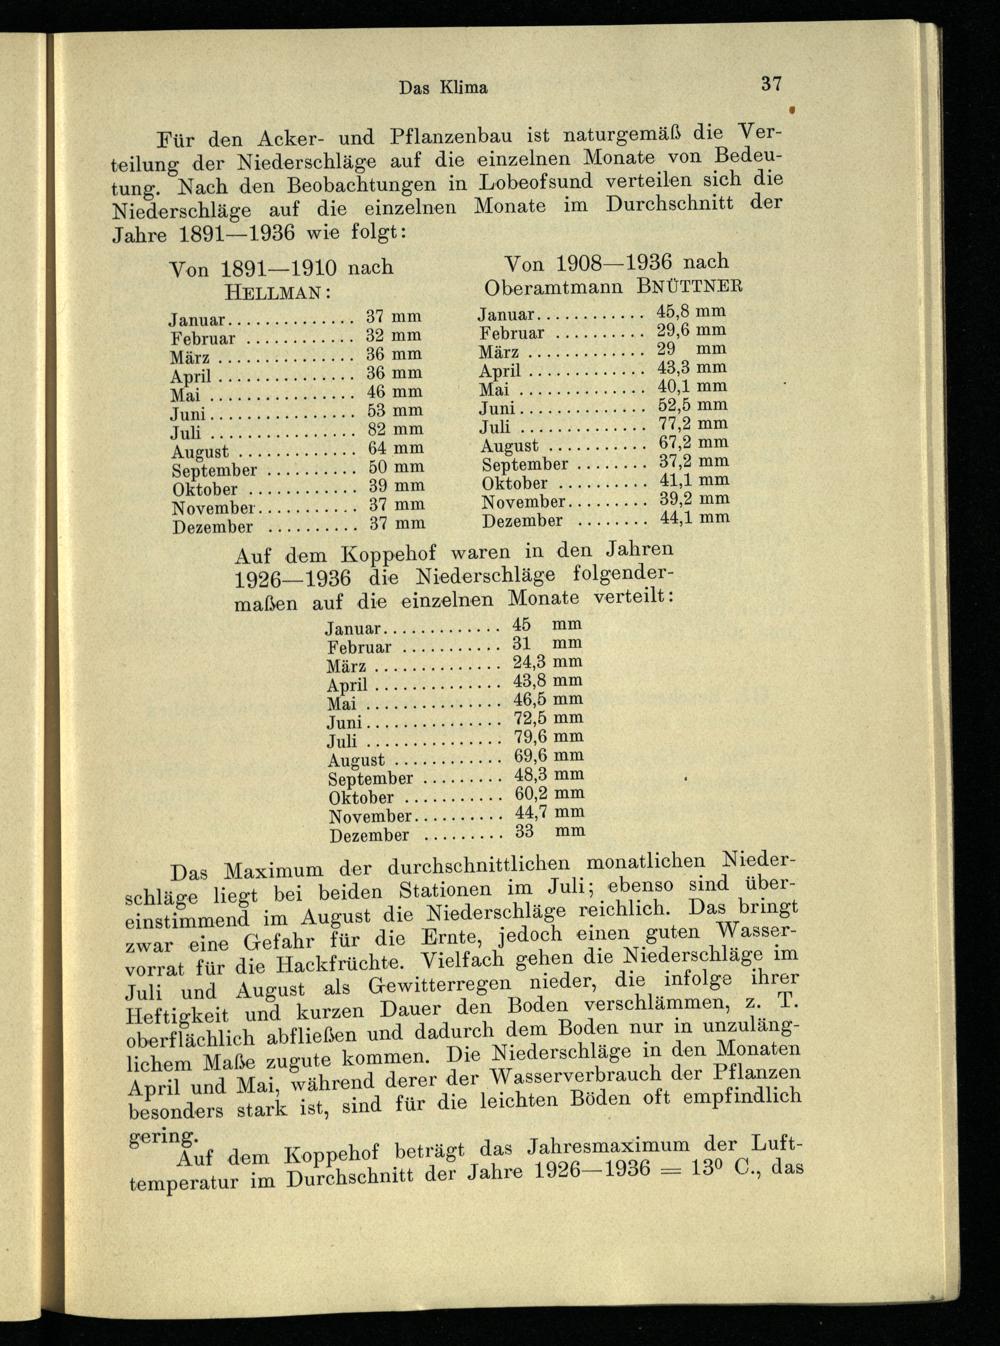 Das Klima 37
Für den Acker- und Pflanzenbau ist naturgemäß die Ver-
teilung der Niederschläge auf die einzelnen Monate von Bedeu-
tung. Nach den Beobachtungen in Lobeofsund verteilen sich die
Niederschläge auf die einzelnen Monate im Durchschnitt der
Jahre 1891—1936 wie folgt:
Von 1891—1910 nach
HELLMAN:
Januar.............. 37 mm
Februar ............ 32 mm
März ............... 36 mm
April ............... 36 mm
Mai ................ 46 mm
Juni................ 53 mm
Juli ................ 82 mm
August ............. 64 mm
September .......... 50 mm
Oktober ............ 39 mm
November........... 37 mm
Dezember .......... 37 mm
Von 1908—1936 nach
Oberamtmann BNÜTTNER
Januar............ 45,8 mm
Februar .......... 29,6 mm
März ............. 29 mm
April ............. 43,3 mm
Mai .............. 40,1 mm
Juni.............. 52,5 mm
Juli .............. 77,2 mm
August ........... 67,2 mm
September ........ 37,2 mm
Oktober .......... 41,1 mm
November......... 39,2 mm
Dezember ........ 44,1 mm
Auf dem Koppehof waren in den Jahren
1926—1936 die Niederschläge folgender-
maßen auf die einzelnen Monate verteilt:
Januar............. 45 mm
Februar ........... 31 mm
März .............. 24,3 mm
April .............. 43,8 mm
Mai ............... 46,5 mm
Juni............... 72,5 mm
Juli ............... 79,6 mm
August ............ 69,6 mm
September ......... 48,3 mm
Oktober ........... 60,2 mm
November.......... 44,7 mm
Dezember ......... 33 mm
Das Maximum der durchschnittlichen monatlichen Nieder-
schläge liegt bei beiden Stationen im Juli; ebenso sind über-
einstimmend im August die Niederschläge reichlich. Das bringt
zwar eine Gefahr für die Ernte, jedoch einen guten Wasser-
vorrat für die Hackfrüchte. Vielfach gehen die Niederschläge im
Juli und August als Gewitterregen nieder, die infolge ihrer
Heftigkeit und kurzen Dauer den Boden verschlämmen, z. T.
oberflächlich abfließen und dadurch dem Boden nur in unzuläng-
lichem Maße zugute kommen. Die Niederschläge in den Monaten
April und Mai, während derer der Wasserverbrauch der Pflanzen
besonders stark ist, sind für die leichten Böden oft empfindlich
gering.
Auf dem Koppehof beträgt das Jahresmaximum der Luft-
temperatur im Durchschnitt der Jahre 1926—1936 = 13⁰ C., das